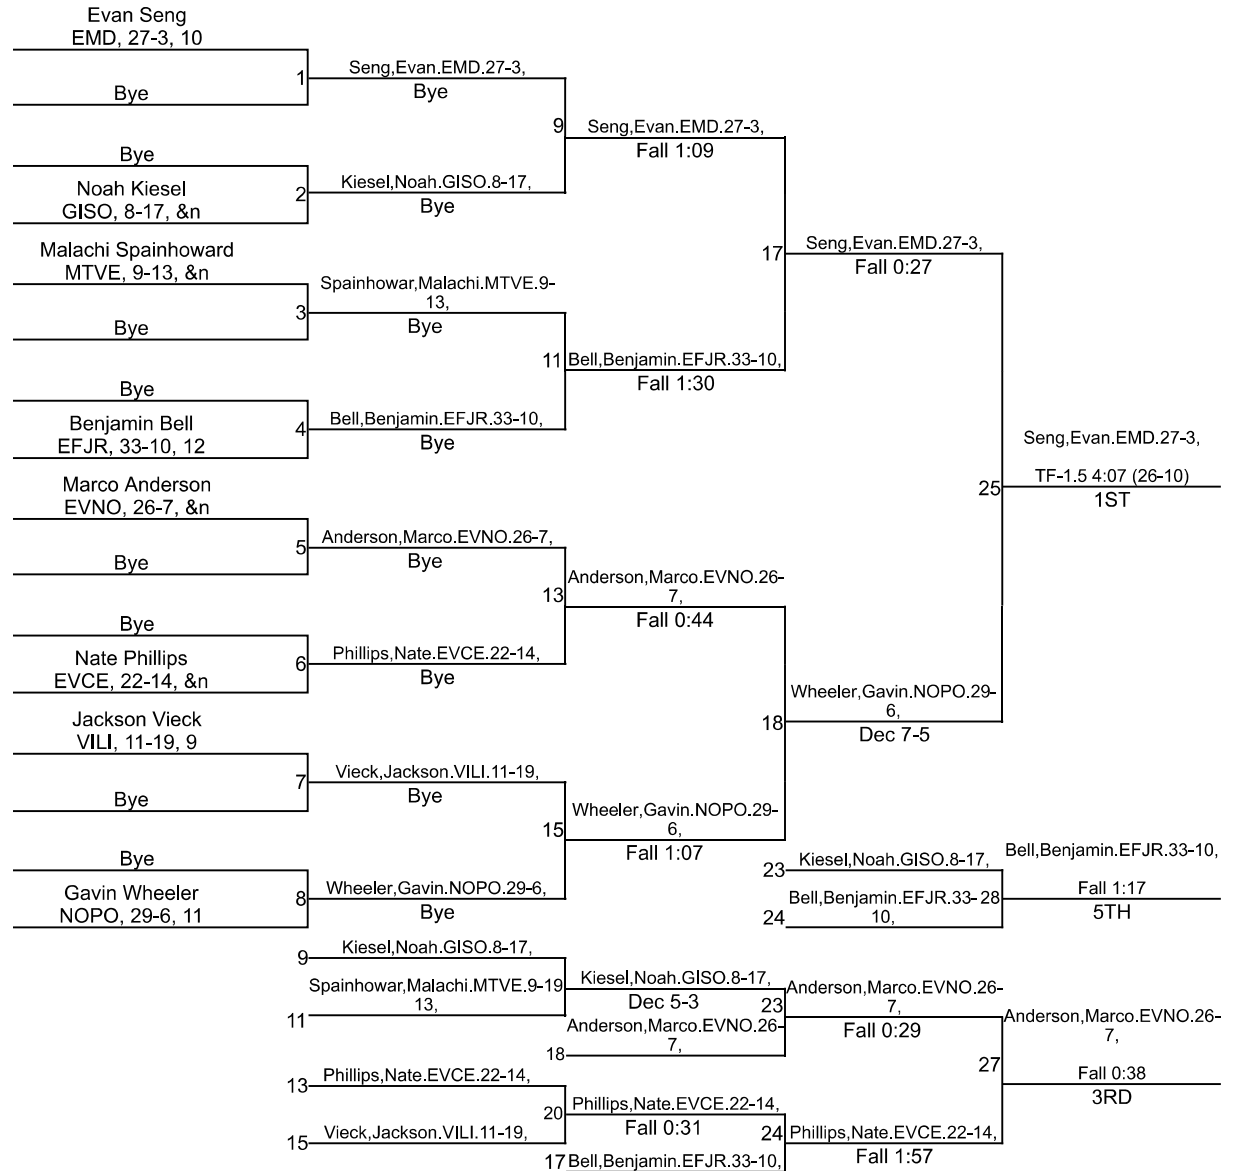 Evan Seng
EMD, 27-3, 10
1
Seng,Evan.EMD.27-3,
Bye
Bye
9
Seng,Evan.EMD.27-3,
Fall 1:09
Bye
Noah Kiesel
GISO, 8-17, &n
2
Kiesel,Noah.GISO.8-17,
Bye
17
Seng,Evan.EMD.27-3,
Fall 0:27
Malachi Spainhoward
MTVE, 9-13, &n
3
Spainhowar,Malachi.MTVE.9-
13,
Bye
Bye
11
Bell,Benjamin.EFJR.33-10,
Fall 1:30
Bye
Benjamin Bell
EFJR, 33-10, 12
4
Bell,Benjamin.EFJR.33-10,
Bye
25
Seng,Evan.EMD.27-3,
TF-1.5 4:07 (26-10)
1ST
Marco Anderson
EVNO, 26-7, &n
5
Anderson,Marco.EVNO.26-7,
Bye
Bye
13
Anderson,Marco.EVNO.26-
7,
Fall 0:44
Bye
Nate Phillips
EVCE, 22-14, &n
6
Phillips,Nate.EVCE.22-14,
Bye
18
Wheeler,Gavin.NOPO.29-
6,
Dec 7-5
Jackson Vieck
VILI, 11-19, 9
7
Vieck,Jackson.VILI.11-19,
Bye
Bye
15
Wheeler,Gavin.NOPO.29-
6,
Fall 1:07
Bye
Gavin Wheeler
NOPO, 29-6, 11
8
Wheeler,Gavin.NOPO.29-6,
Bye
23
Kiesel,Noah.GISO.8-17,
24
Bell,Benjamin.EFJR.33-
10,
28
Bell,Benjamin.EFJR.33-10,
Fall 1:17
5TH
9
Kiesel,Noah.GISO.8-17,
11
Spainhowar,Malachi.MTVE.9-
13,
19
Kiesel,Noah.GISO.8-17,
Dec 5-3
18
Anderson,Marco.EVNO.26-
7,
23
Anderson,Marco.EVNO.26-
7,
Fall 0:29
27
Anderson,Marco.EVNO.26-
7,
Fall 0:38
3RD
13
Phillips,Nate.EVCE.22-14,
15
Vieck,Jackson.VILI.11-19,
20
Phillips,Nate.EVCE.22-14,
Fall 0:31
17
Bell,Benjamin.EFJR.33-10,
24
Phillips,Nate.EVCE.22-14,
Fall 1:57